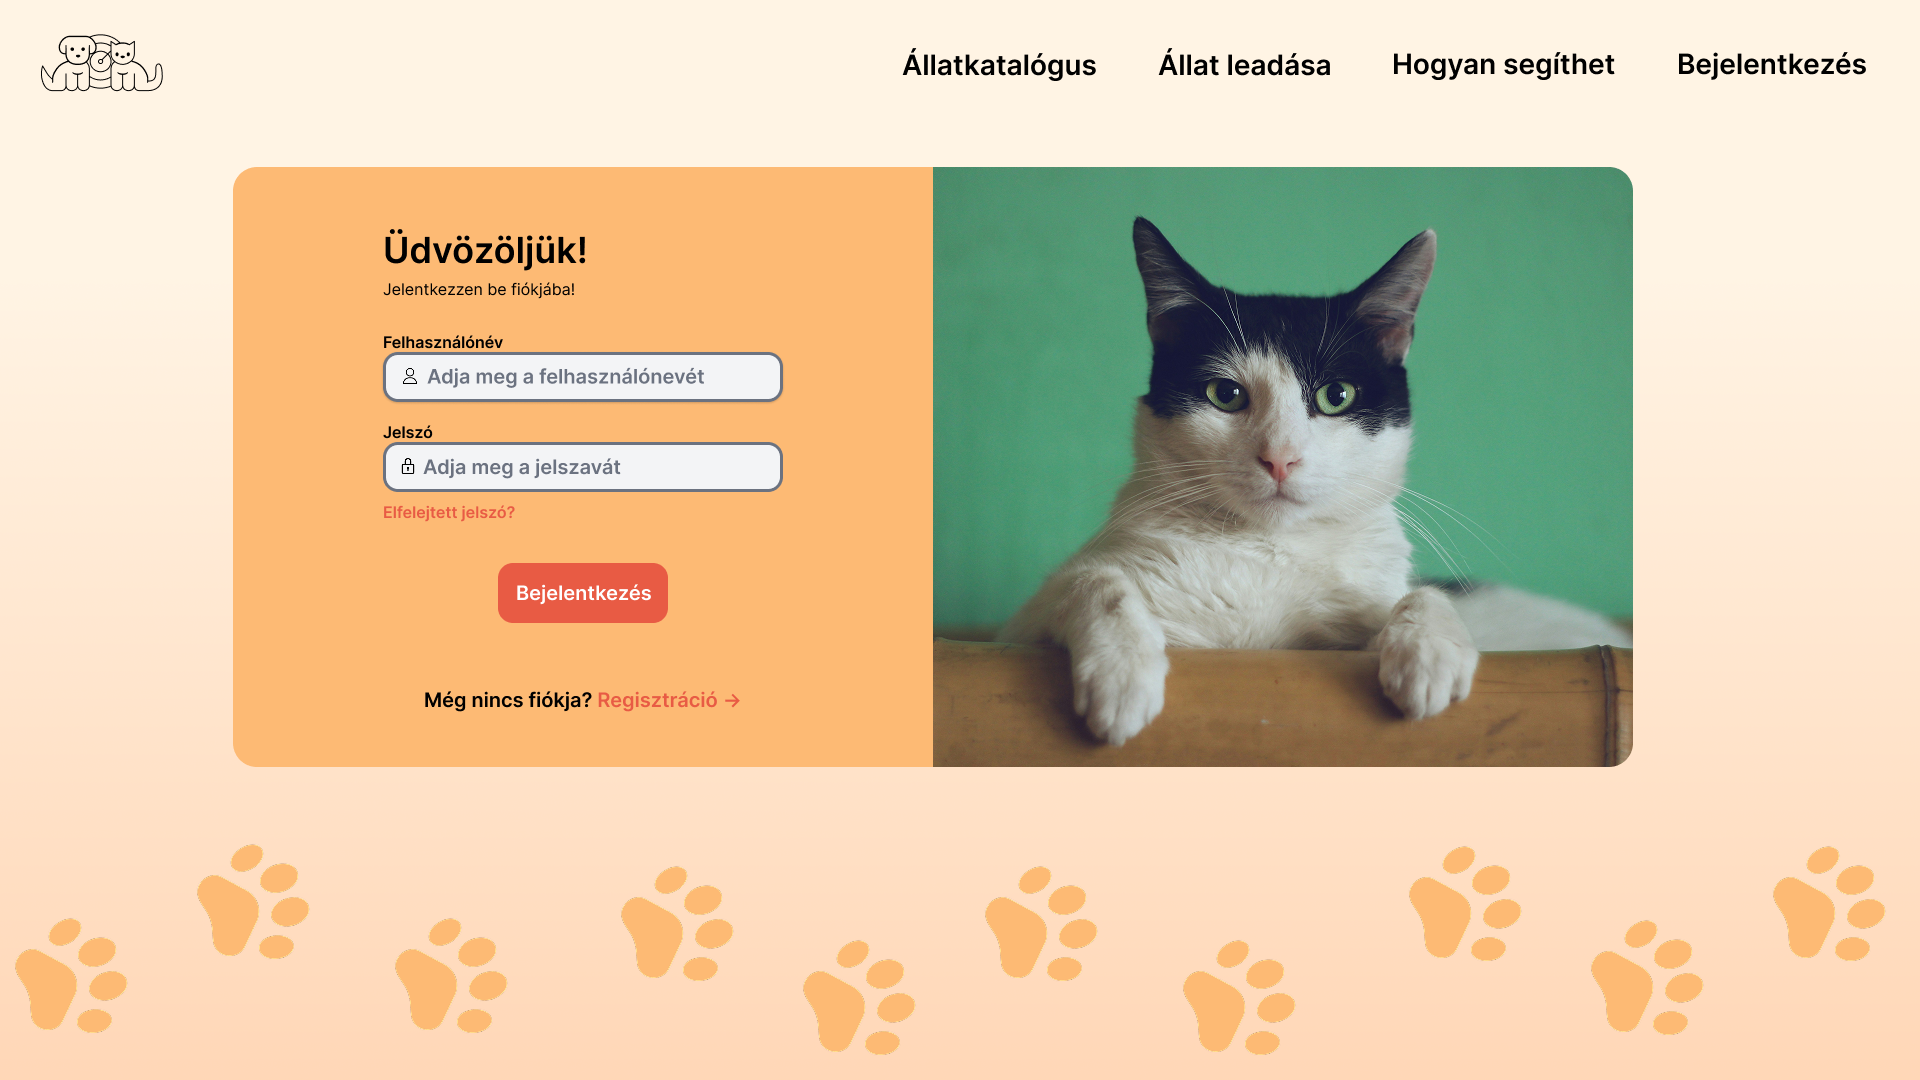 Állatkatalógus
Állat leadása
Hogyan segíthet
Bejelentkezés
Üdvözöljük!
Jelentkezzen be fiókjába!
Felhasználónév
Adja meg a felhasználónevét
Jelszó
Adja meg a jelszavát
Elfelejtett jelszó?
Bejelentkezés
Még nincs fiókja? Regisztráció →